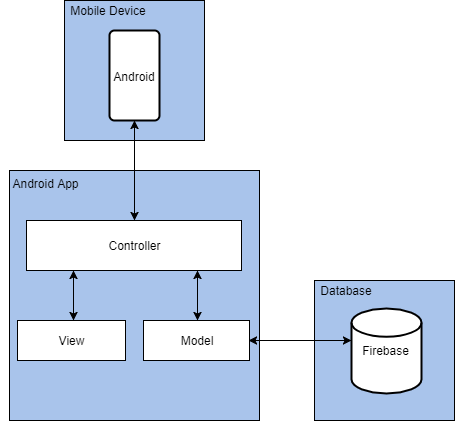 Mobile Device
Android
Android App
Controller
View
Model
Database
Firebase